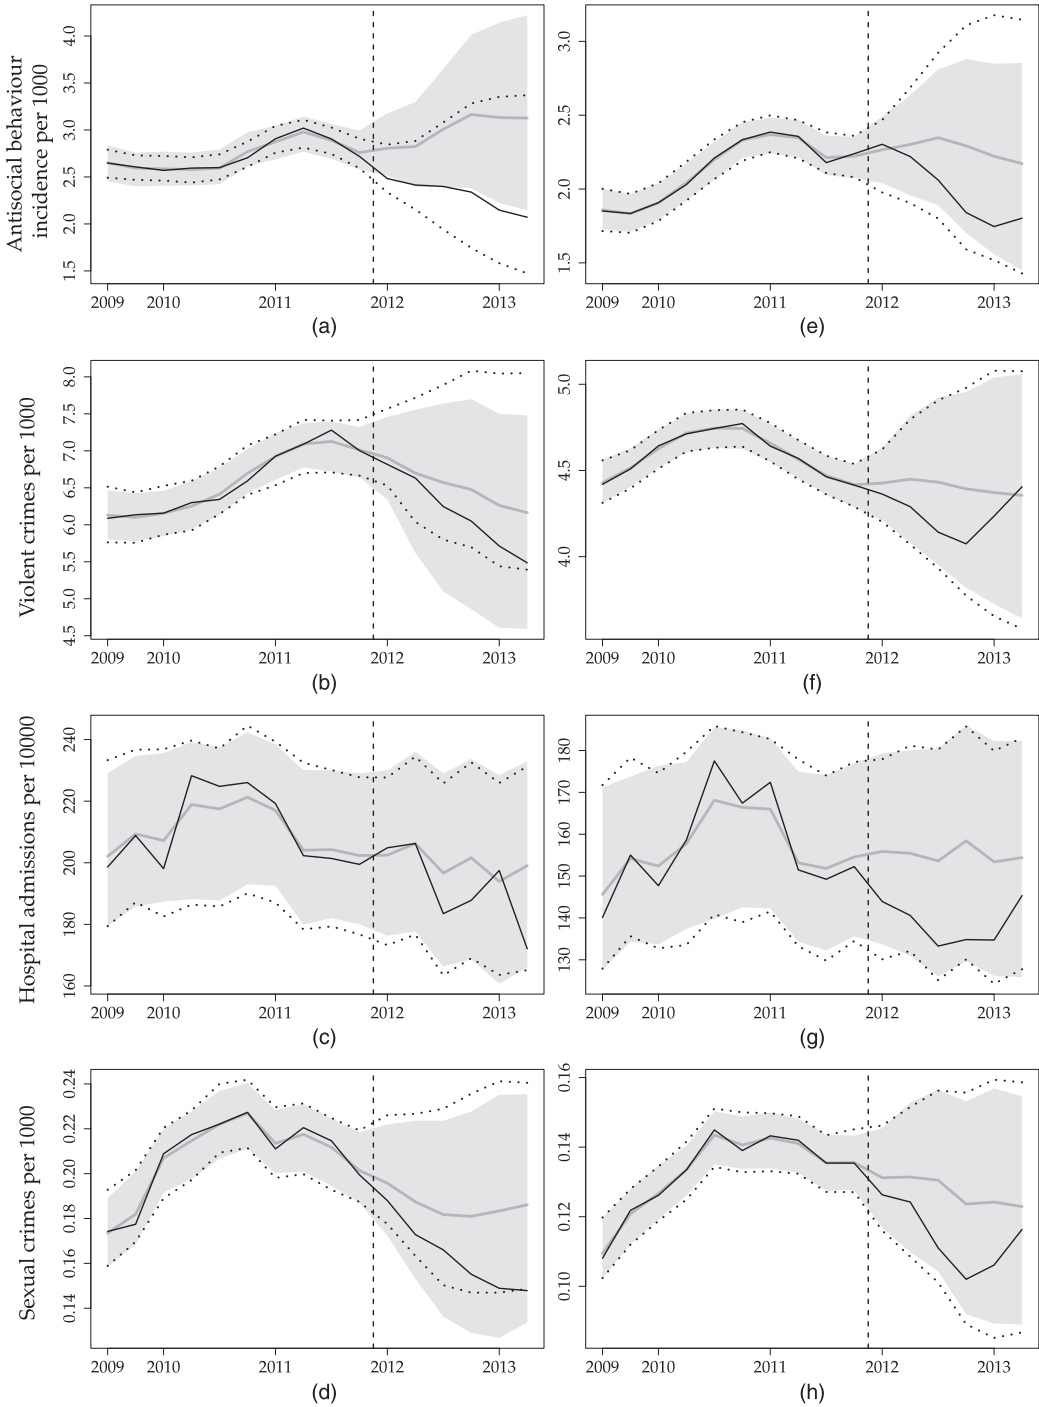 Antisocial behaviour
incidence per 1000
4.0
3.5
3.0
2.5
2.0
1.5
2009 2010 2011 2012 2013
(a)
3.0
2.5
2.0
1.5
2009 2010 2011 2012 2013
(e)
Violent crimes per 1000
8.0
7.5
7.0
6.5
6.0
5.5
5.0
4.5
2009 2010 2011 2012 2013
(b)
5.0
4.5
4.0
2009 2010 2011 2012 2013
(f)
Hospital admissions per 10000
240
220
200
180
160
2009 2010 2011 2012 2013
(c)
180
170
160
150
140
130
2009 2010 2011 2012 2013
(g)
Sexual crimes per 1000
0.24
0.22
0.20
0.18
0.16
0.14
2009 2010 2011 2012 2013
(d)
0.16
0.14
0.12
0.10
2009 2010 2011 2012 2013
(h)